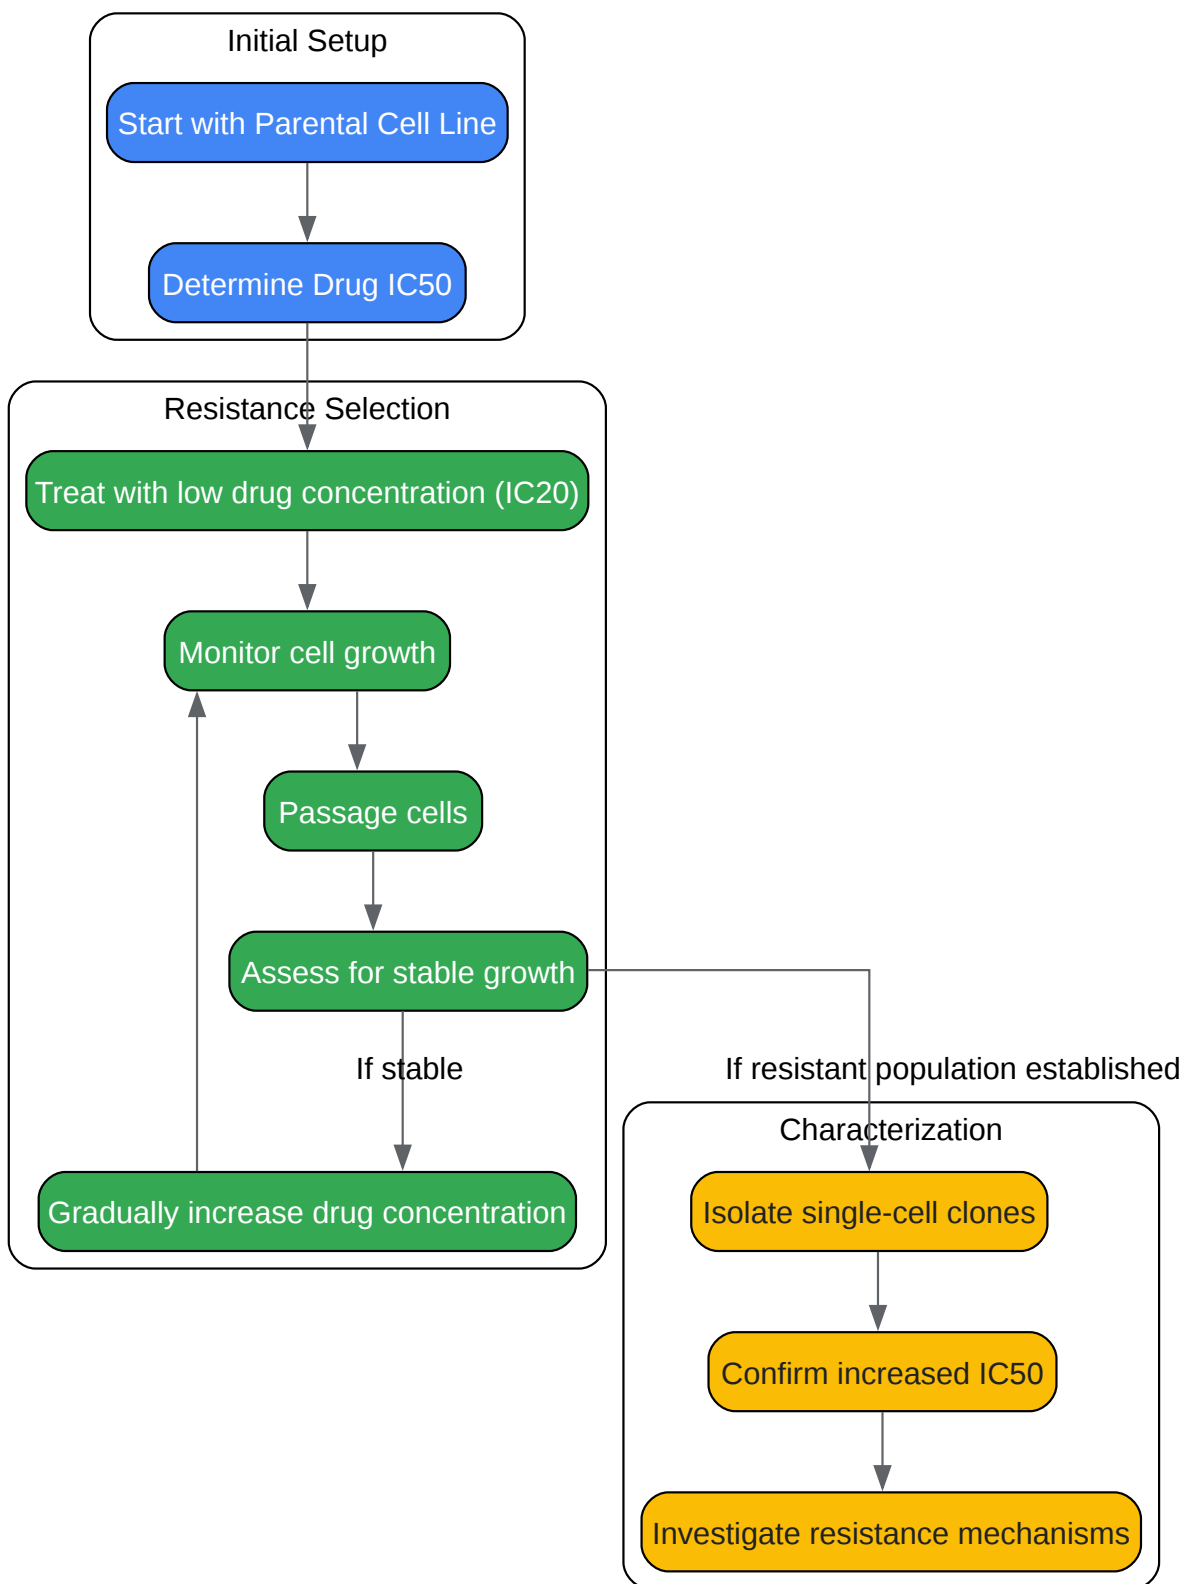 Initial Setup
Start with Parental Cell Line
Determine Drug IC50
Resistance Selection
Treat with low drug concentration (IC20)
Monitor cell growth
Passage cells
Assess for stable growth
If stable
If resistant population established
Gradually increase drug concentration
Characterization
Isolate single-cell clones
Confirm increased IC50
Investigate resistance mechanisms